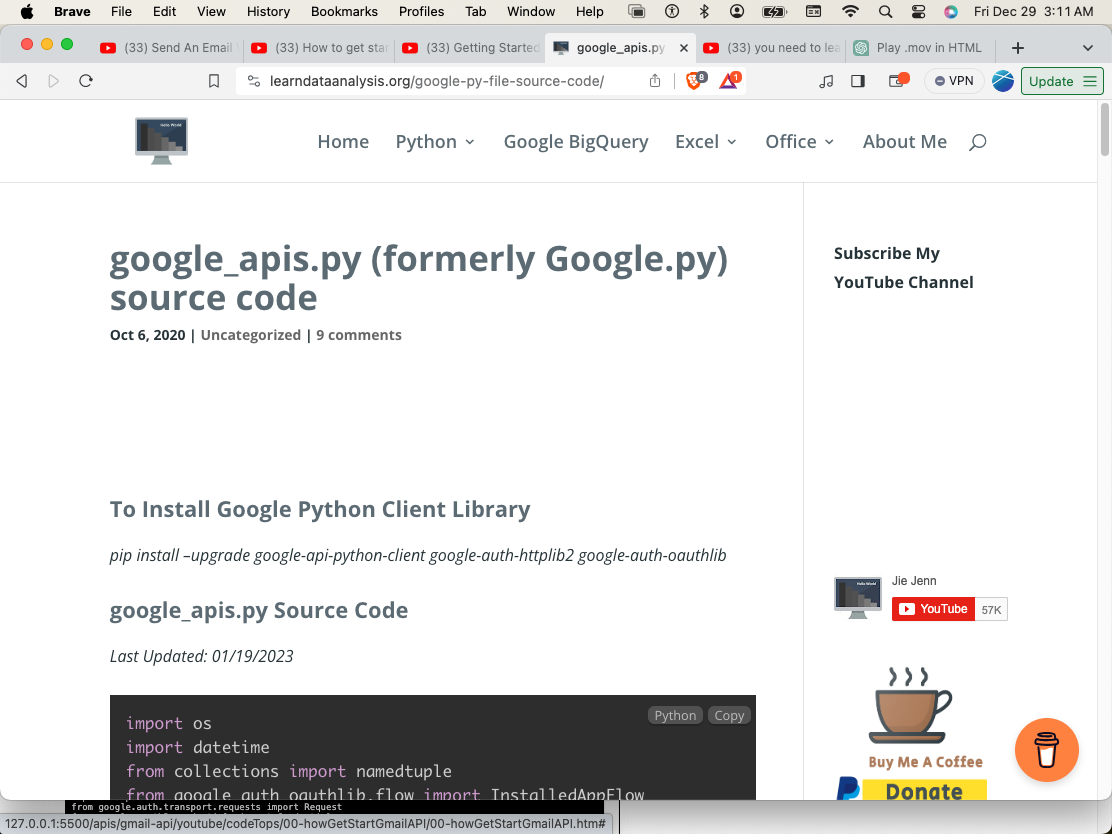 Brave File Edit View History Bookmarks Profiles Tab Window Help Fri Dec 29 3:11 AM
(33) Send An Email (33) How to get star (33) Getting Started google_apis.py (33) you need to lea Play .mov in HTML
learndataanalysis.org/google-py-file-source-code/ 8 1 VPN Update
Hello World
Home Python Google BigQuery Excel Office About Me
google_apis.py (formerly Google.py)
source code
Oct 6, 2020 | Uncategorized | 9 comments
Subscribe My
YouTube Channel
To Install Google Python Client Library
pip install –upgrade google-api-python-client google-auth-httplib2 google-auth-oauthlib
google_apis.py Source Code
Last Updated: 01/19/2023
Hello World
Jie Jenn
YouTube 57K
Python Copy
import os
import datetime
from collections import namedtuple
from google_auth_oauthlib.flow import InstalledAppFlow
Buy Me A Coffee
Donate
from google.auth.transport.requests import Request
127.0.0.1:5500/apis/gmail-api/youtube/codeTops/00-howGetStartGmailAPI/00-howGetStartGmailAPI.htm#